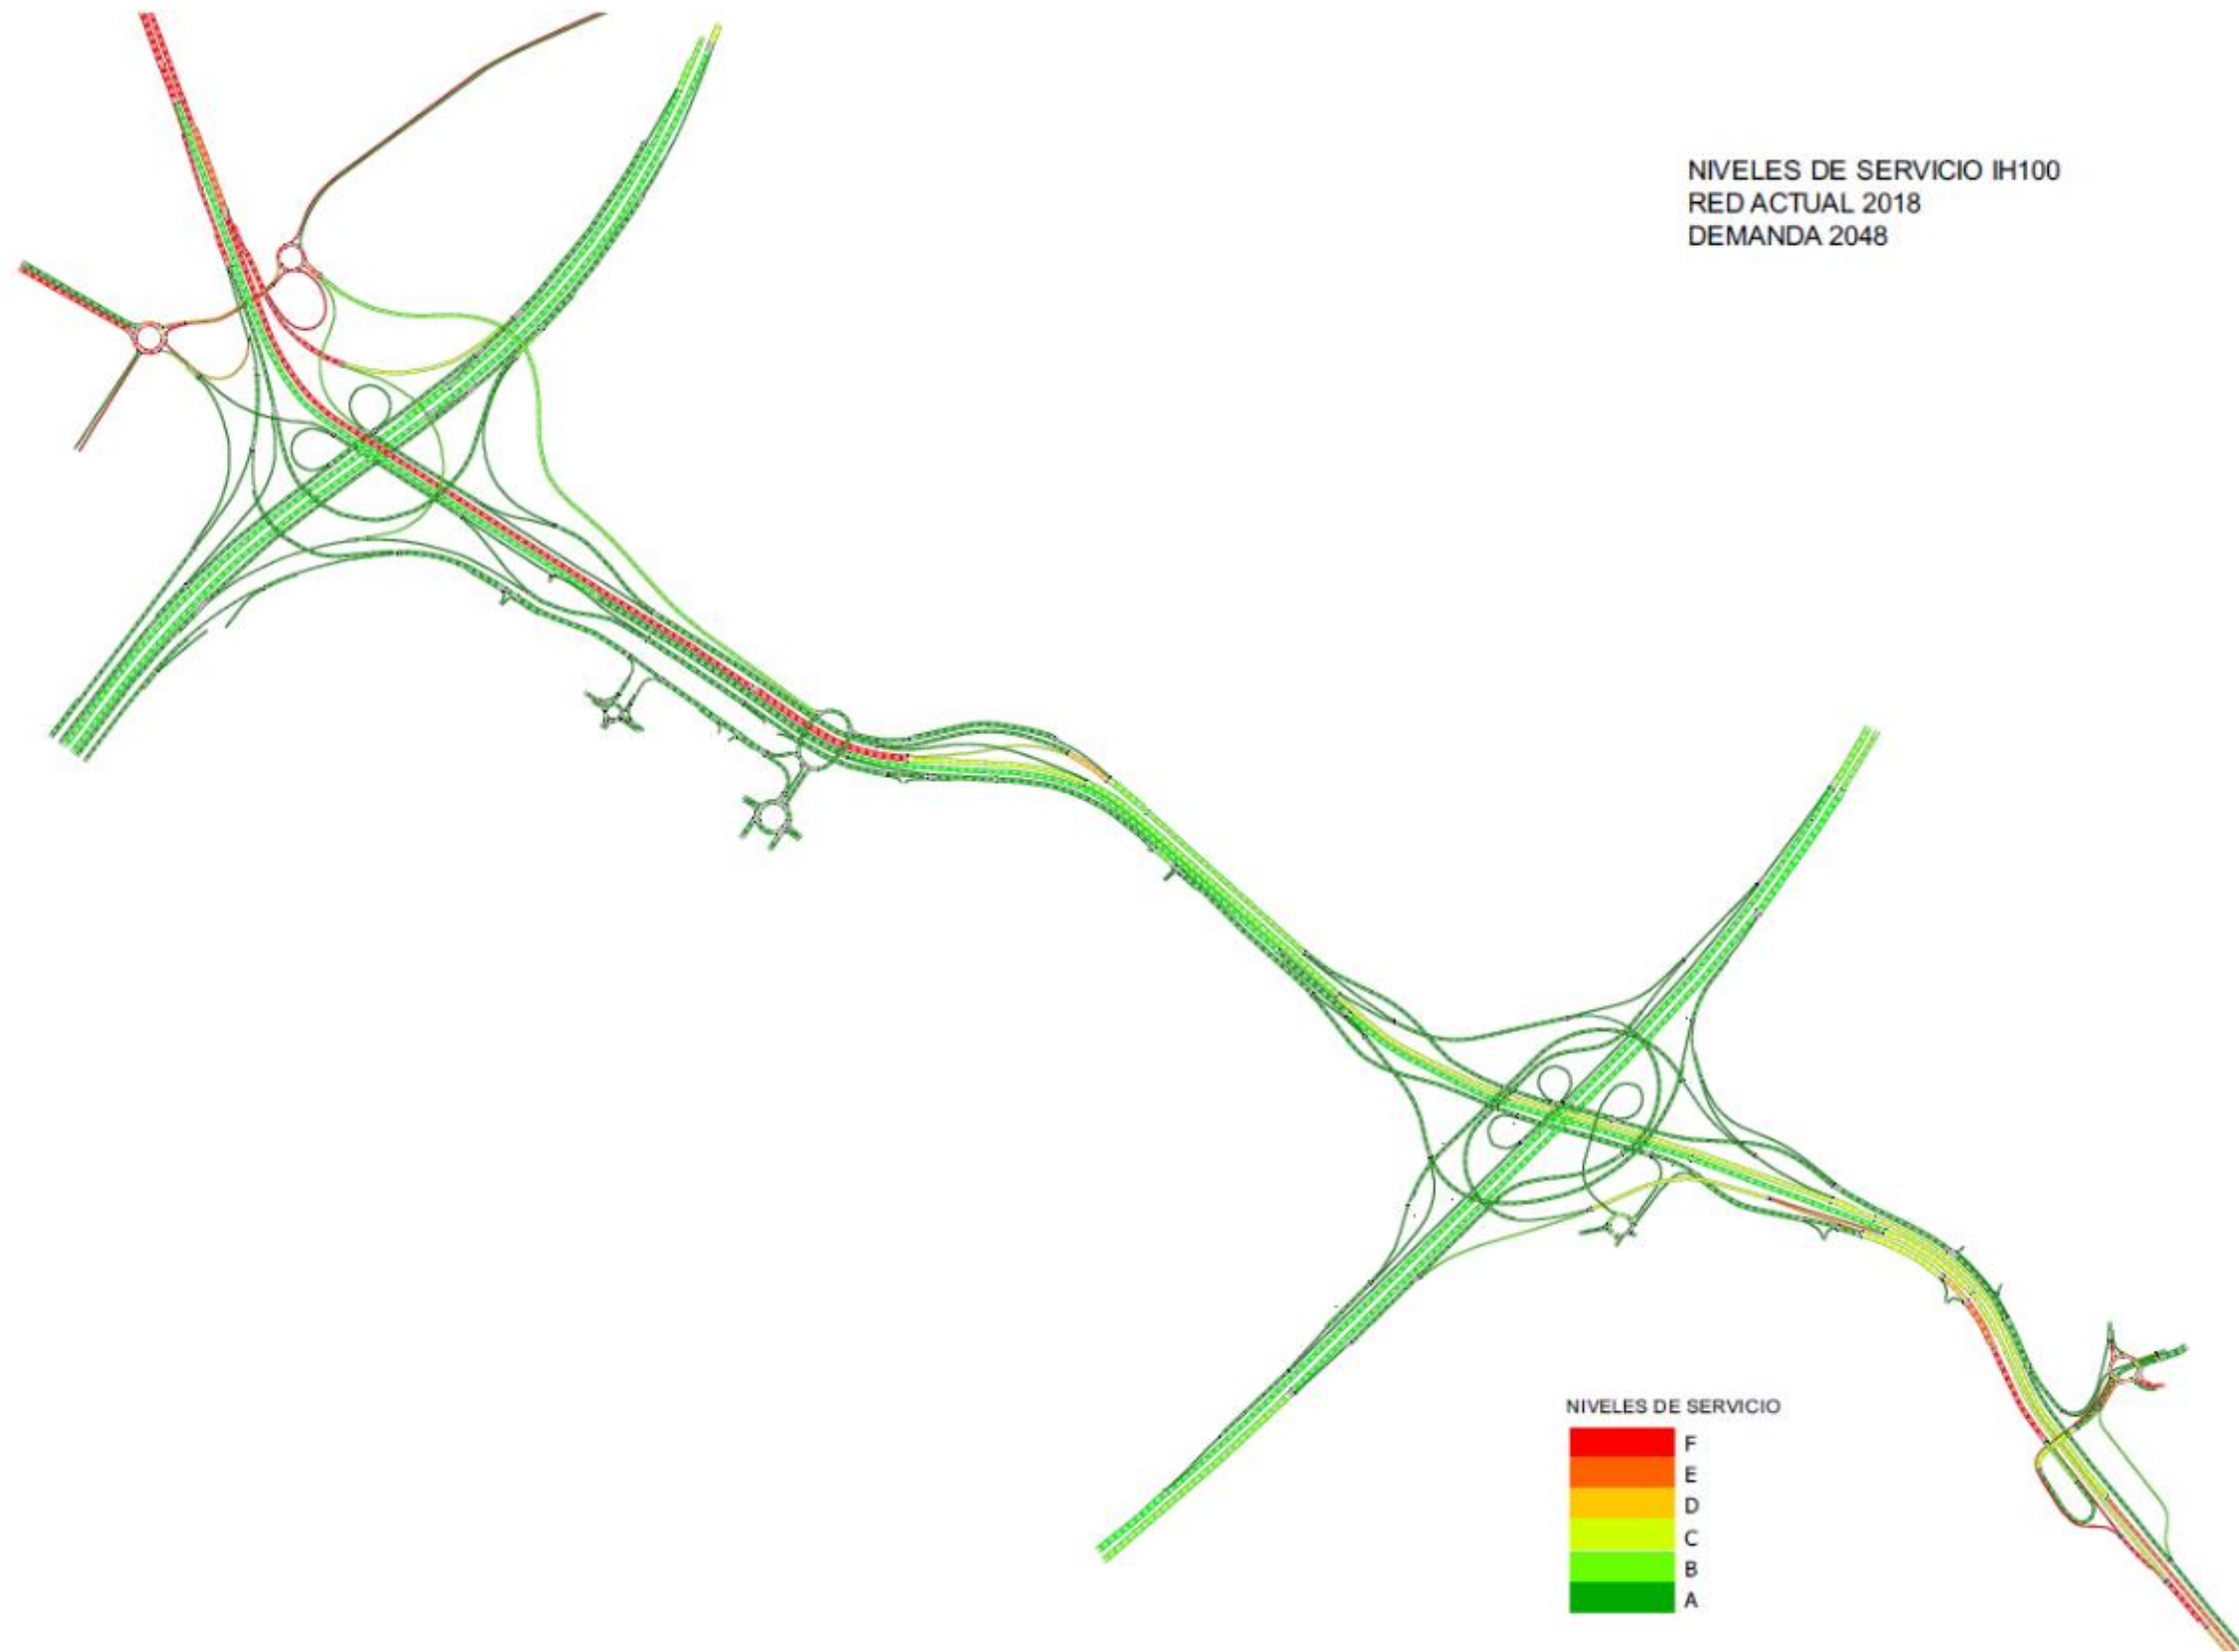 NIVELES DE SERVICIO IH100
RED ACTUAL 2018
DEMANDA 2048
NIVELES DE SERVICIO
F
E
D
C
B
A